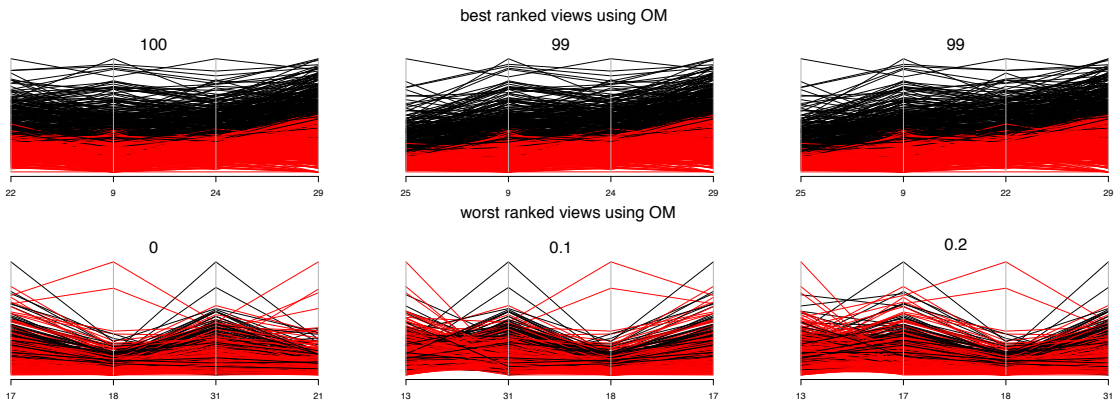 best ranked views using OM
100 99 99
22 9 24 29 25 9 24 29 25 9 22 29
worst ranked views using OM
0 0.1 0.2
17 18 31 21 13 31 18 17 13 17 18 31